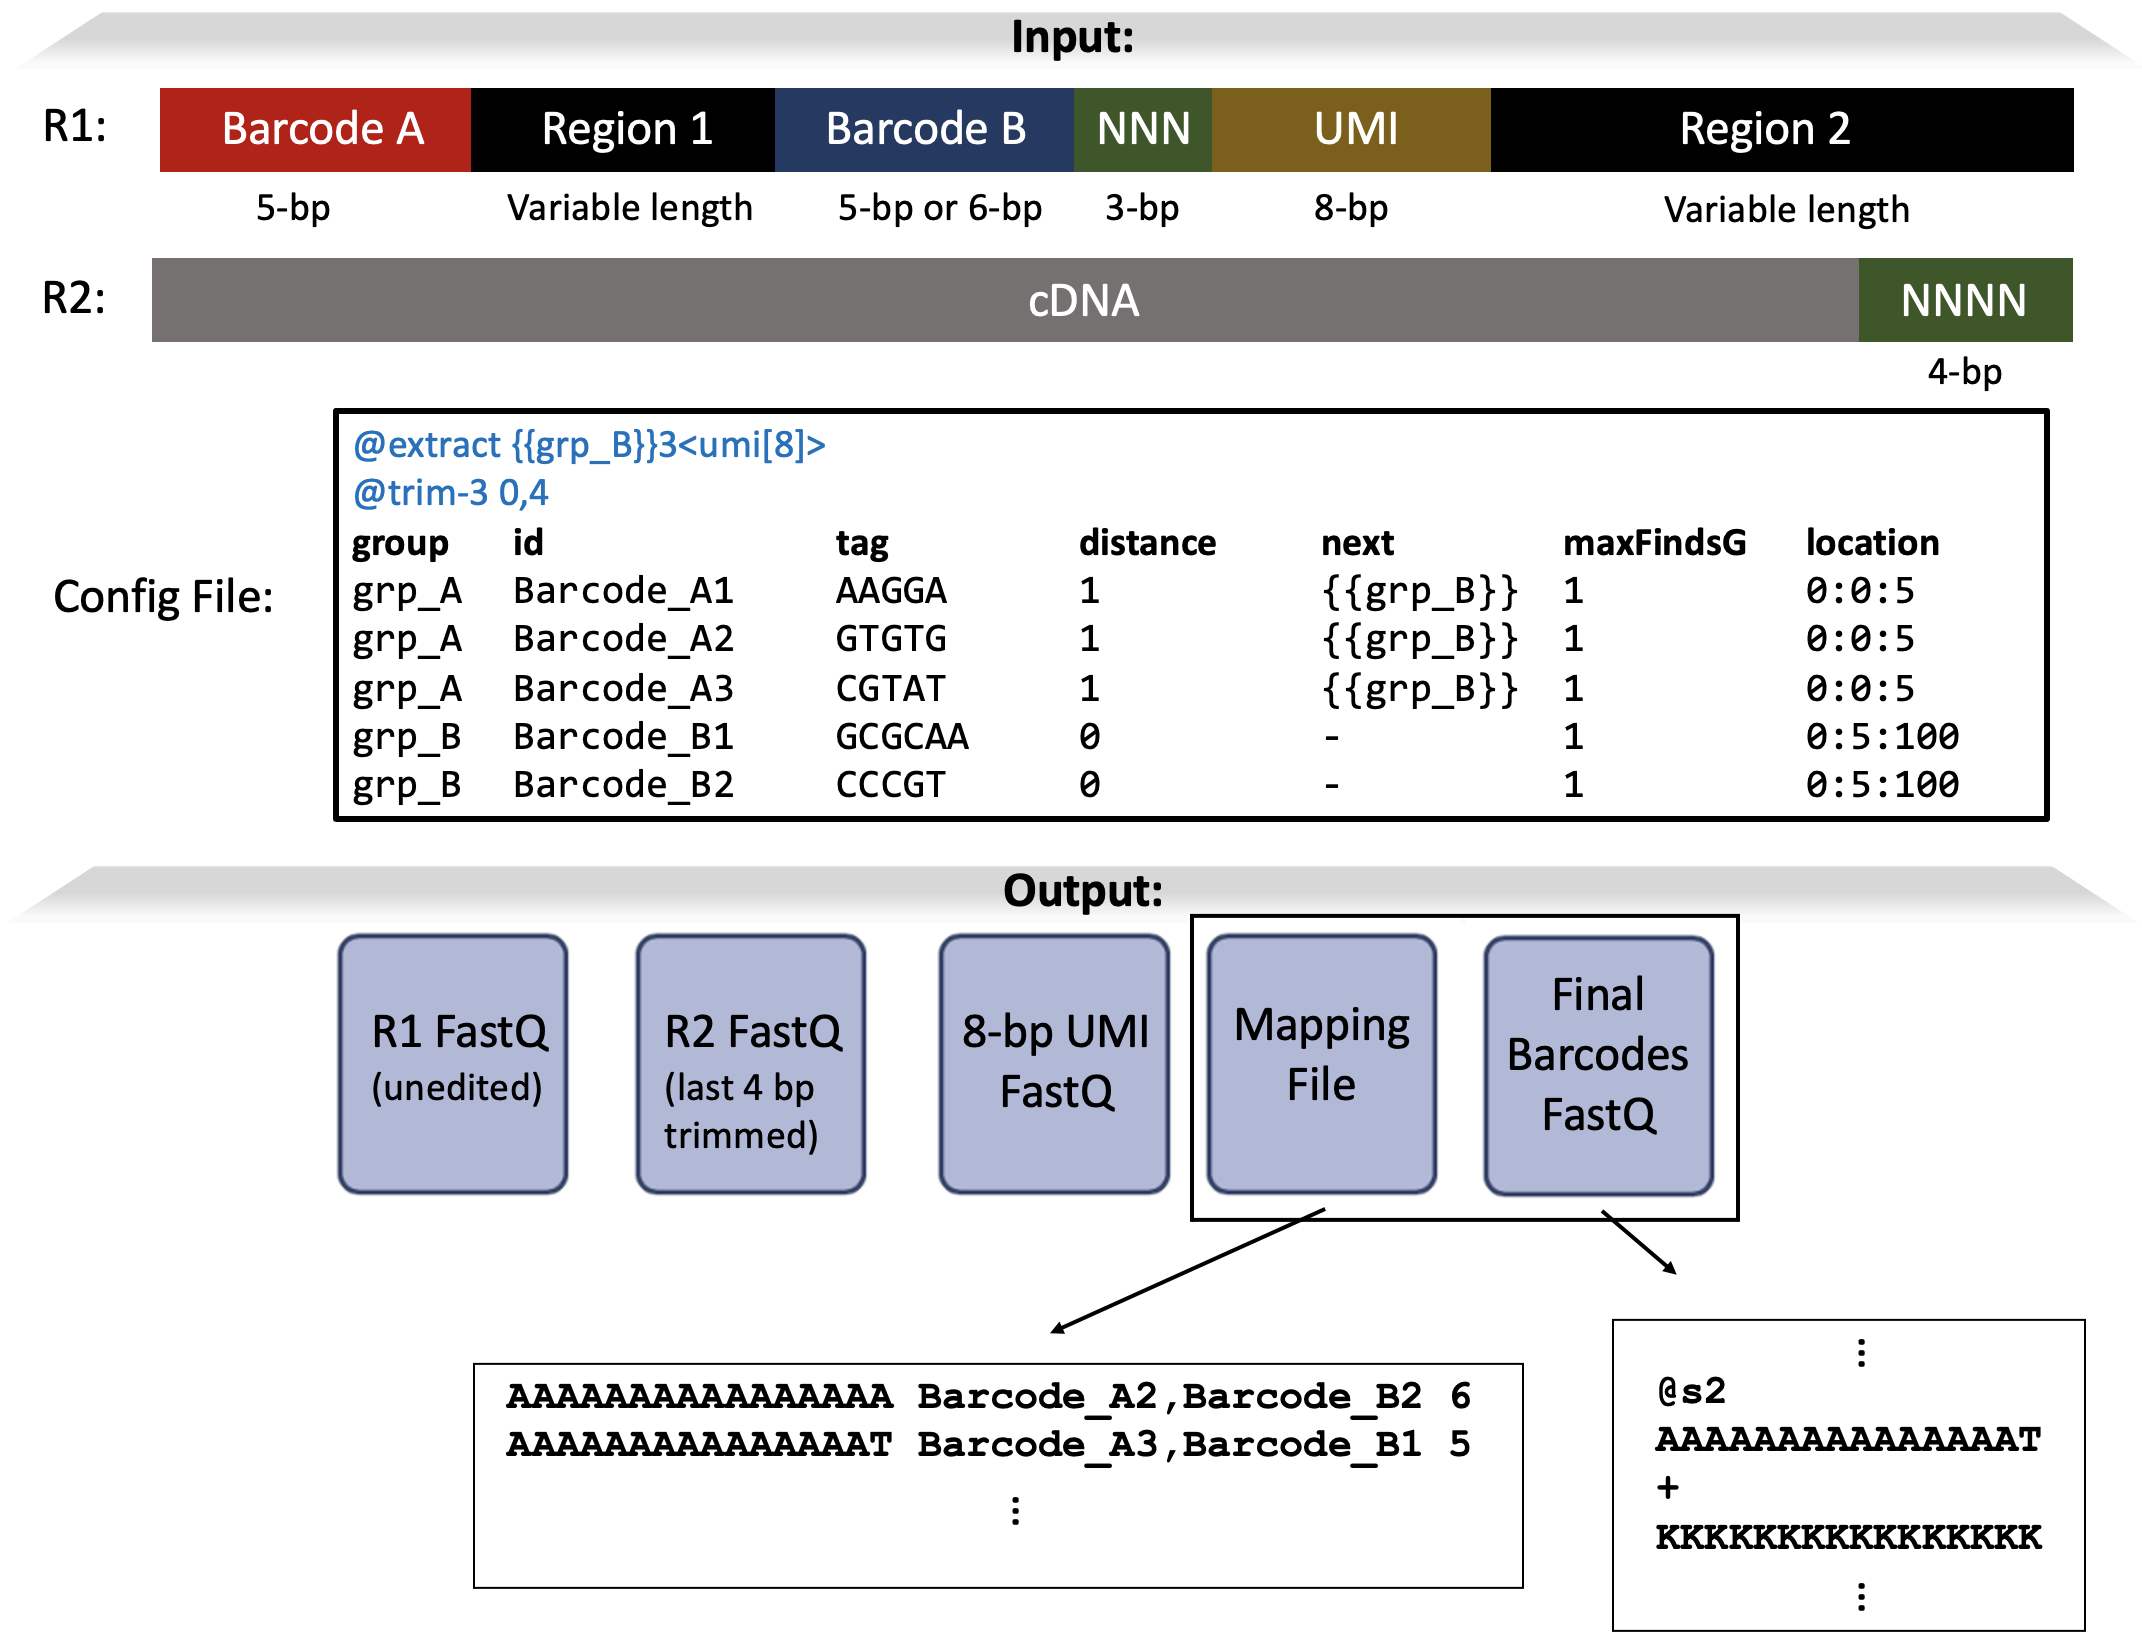 Input:
R1: Barcode A Region 1 Barcode B NNN UMI Region 2
5-bp Variable length 5-bp or 6-bp 3-bp 8-bp Variable length
R2: cDNA NNNN
4-bp
Config File:
@extract {{grp_B}}3<umi[8]>
@trim-3 0,4
group id tag distance next maxFindsG location
grp_A Barcode_A1 AAGGA 1 {{grp_B}} 1 0:0:5
grp_A Barcode_A2 GTGTG 1 {{grp_B}} 1 0:0:5
grp_A Barcode_A3 CGTAT 1 {{grp_B}} 1 0:0:5
grp_B Barcode_B1 GCGCAA 0 - 1 0:5:100
grp_B Barcode_B2 CCCGT 0 - 1 0:5:100
Output:
R1 FastQ
(unedited)
R2 FastQ
(last 4 bp
trimmed)
8-bp UMI
FastQ
Mapping
File
Final
Barcodes
FastQ
AAAAAAAAAAAAAAAA Barcode_A2,Barcode_B2 6
AAAAAAAAAAAAAAAT Barcode_A3,Barcode_B1 5
⋮
⋮
@s2
AAAAAAAAAAAAAAAT
+
KKKKKKKKKKKKKKKK
⋮